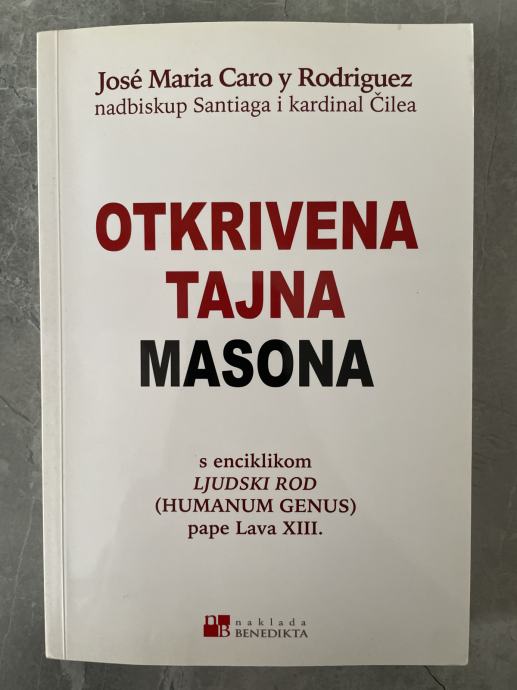 José Maria Caro y Rodriguez
nadbiskup Santiaga i kardinal Čilea
OTKRIVENA
TAJNA
MASONA
s enciklikom
LJUDSKI ROD
(HUMANUM GENUS)
pape Lava XIII.
nB naklada
BENEDIKTA